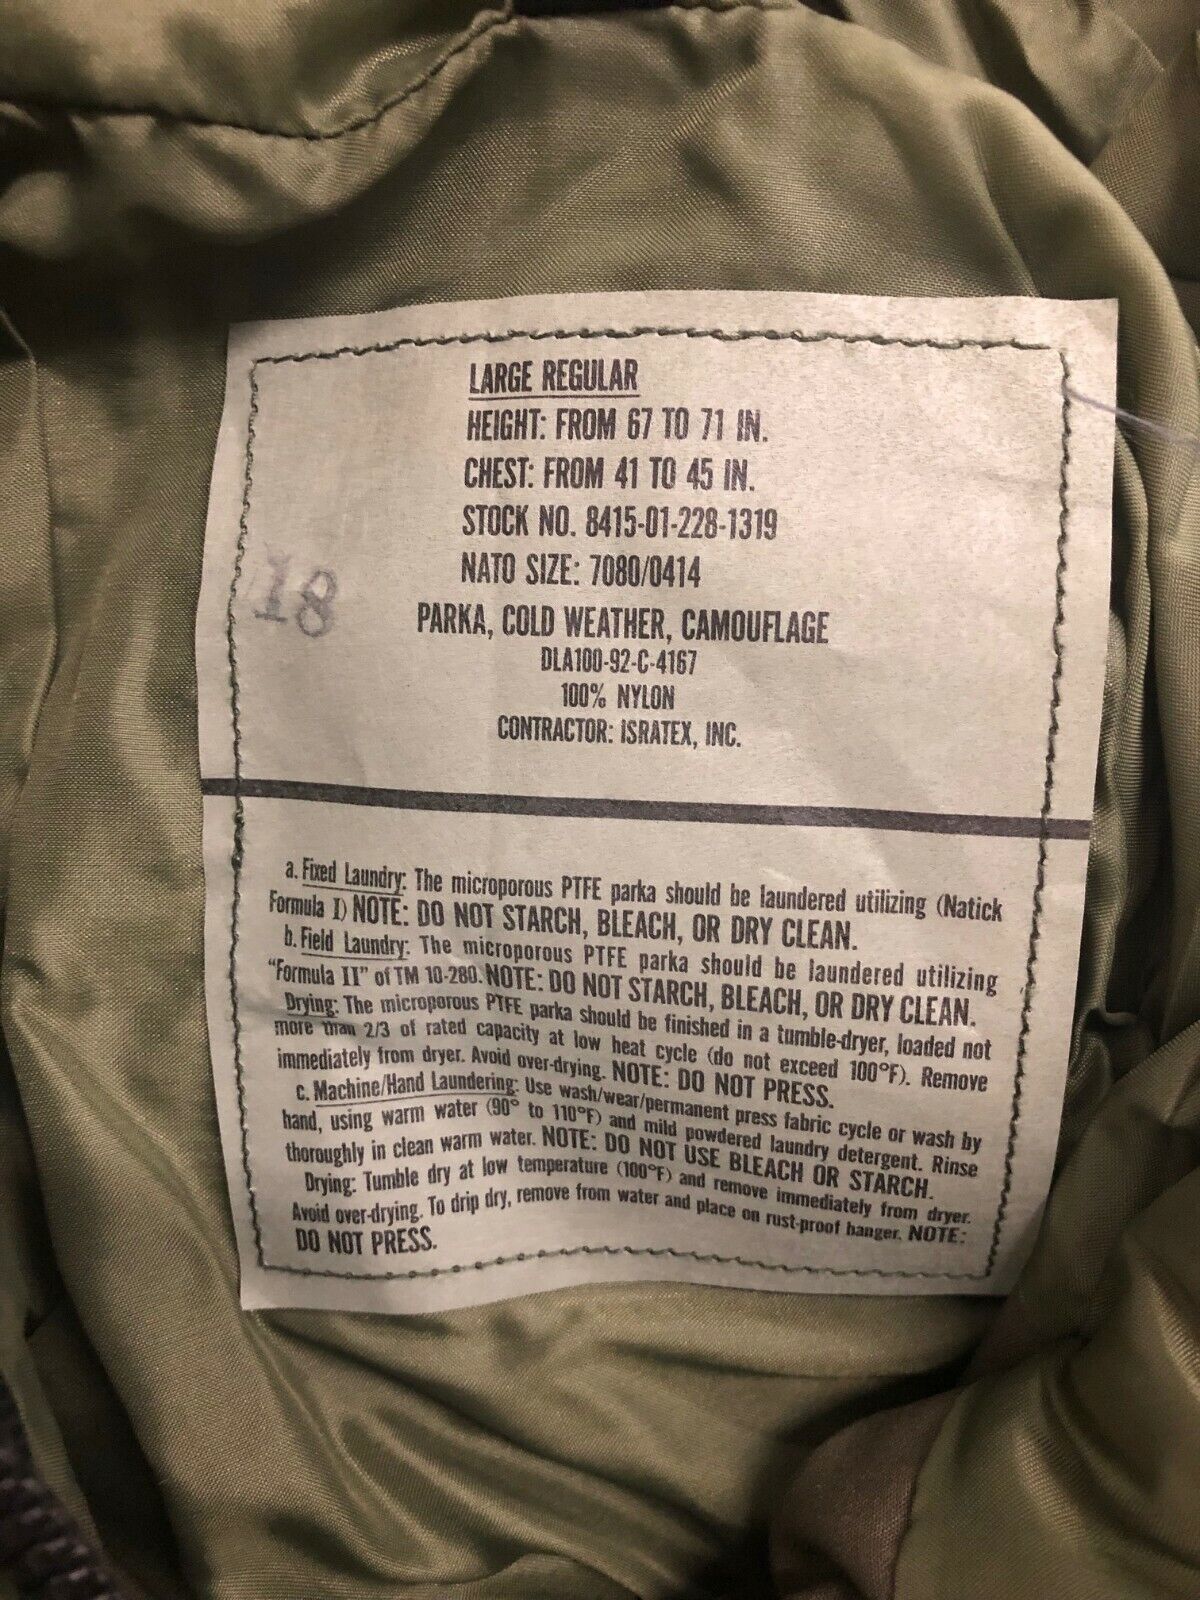 LARGE REGULAR
HEIGHT: FROM 67 TO 71 IN.
CHEST: FROM 41 TO 45 IN.
STOCK NO. 8415-01-228-1319
NATO SIZE: 7080/0414
18
PARKA, COLD WEATHER, CAMOUFLAGE
DLA100-92-C-4167
100% NYLON
CONTRACTOR: ISRATEX, INC.
a. Fixed Laundry: The microporous PTFE parka should be laundered utilizing (Natick
Formula I) NOTE: DO NOT STARCH, BLEACH, OR DRY CLEAN.
b. Field Laundry: The microporous PTFE parka should be laundered utilizing
"Formula II" of TM 10-280. NOTE: DO NOT STARCH, BLEACH, OR DRY CLEAN.
Drying: The microporous PTFE parka should be finished in a tumble-dryer, loaded not
more than 2/3 of rated capacity at low heat cycle (do not exceed 100°F). Remove
immediately from dryer. Avoid over-drying. NOTE: DO NOT PRESS.
c. Machine/Hand Laundering: Use wash/wear/permanent press fabric cycle or wash by
hand, using warm water (90° to 110°F) and mild powdered laundry detergent. Rinse
thoroughly in clean warm water. NOTE: DO NOT USE BLEACH OR STARCH.
Drying: Tumble dry at low temperature (100°F) and remove immediately from dryer.
Avoid over-drying. To drip dry, remove from water and place on rust-proof hanger. NOTE:
DO NOT PRESS.